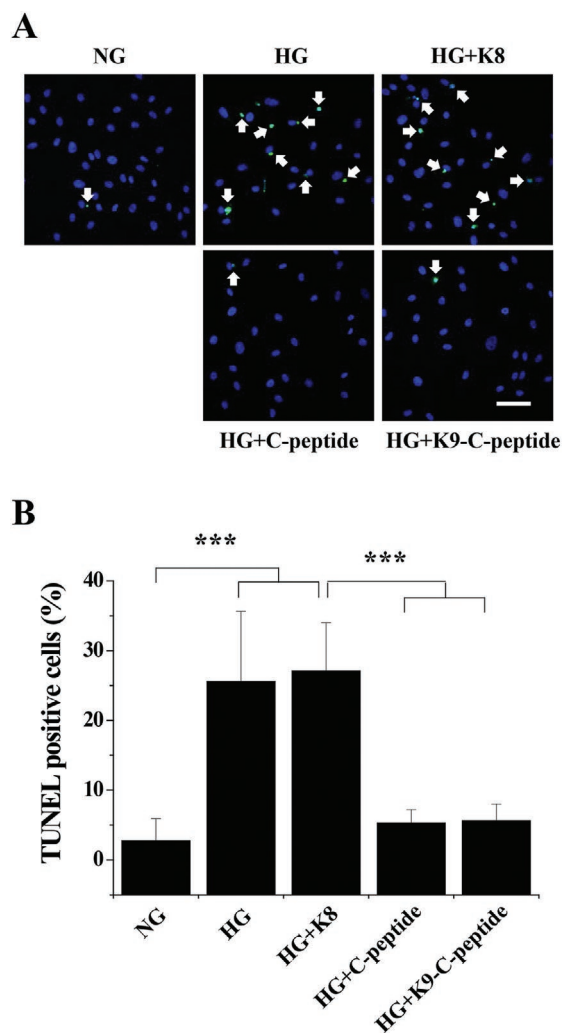 A
NG HG HG+K8
HG+C-peptide HG+K9-C-peptide
B
*** ***
TUNEL positive cells (%)
40
30
20
10
0
NG
HG
HG+K8
HG+C-peptide
HG+K9-C-peptide